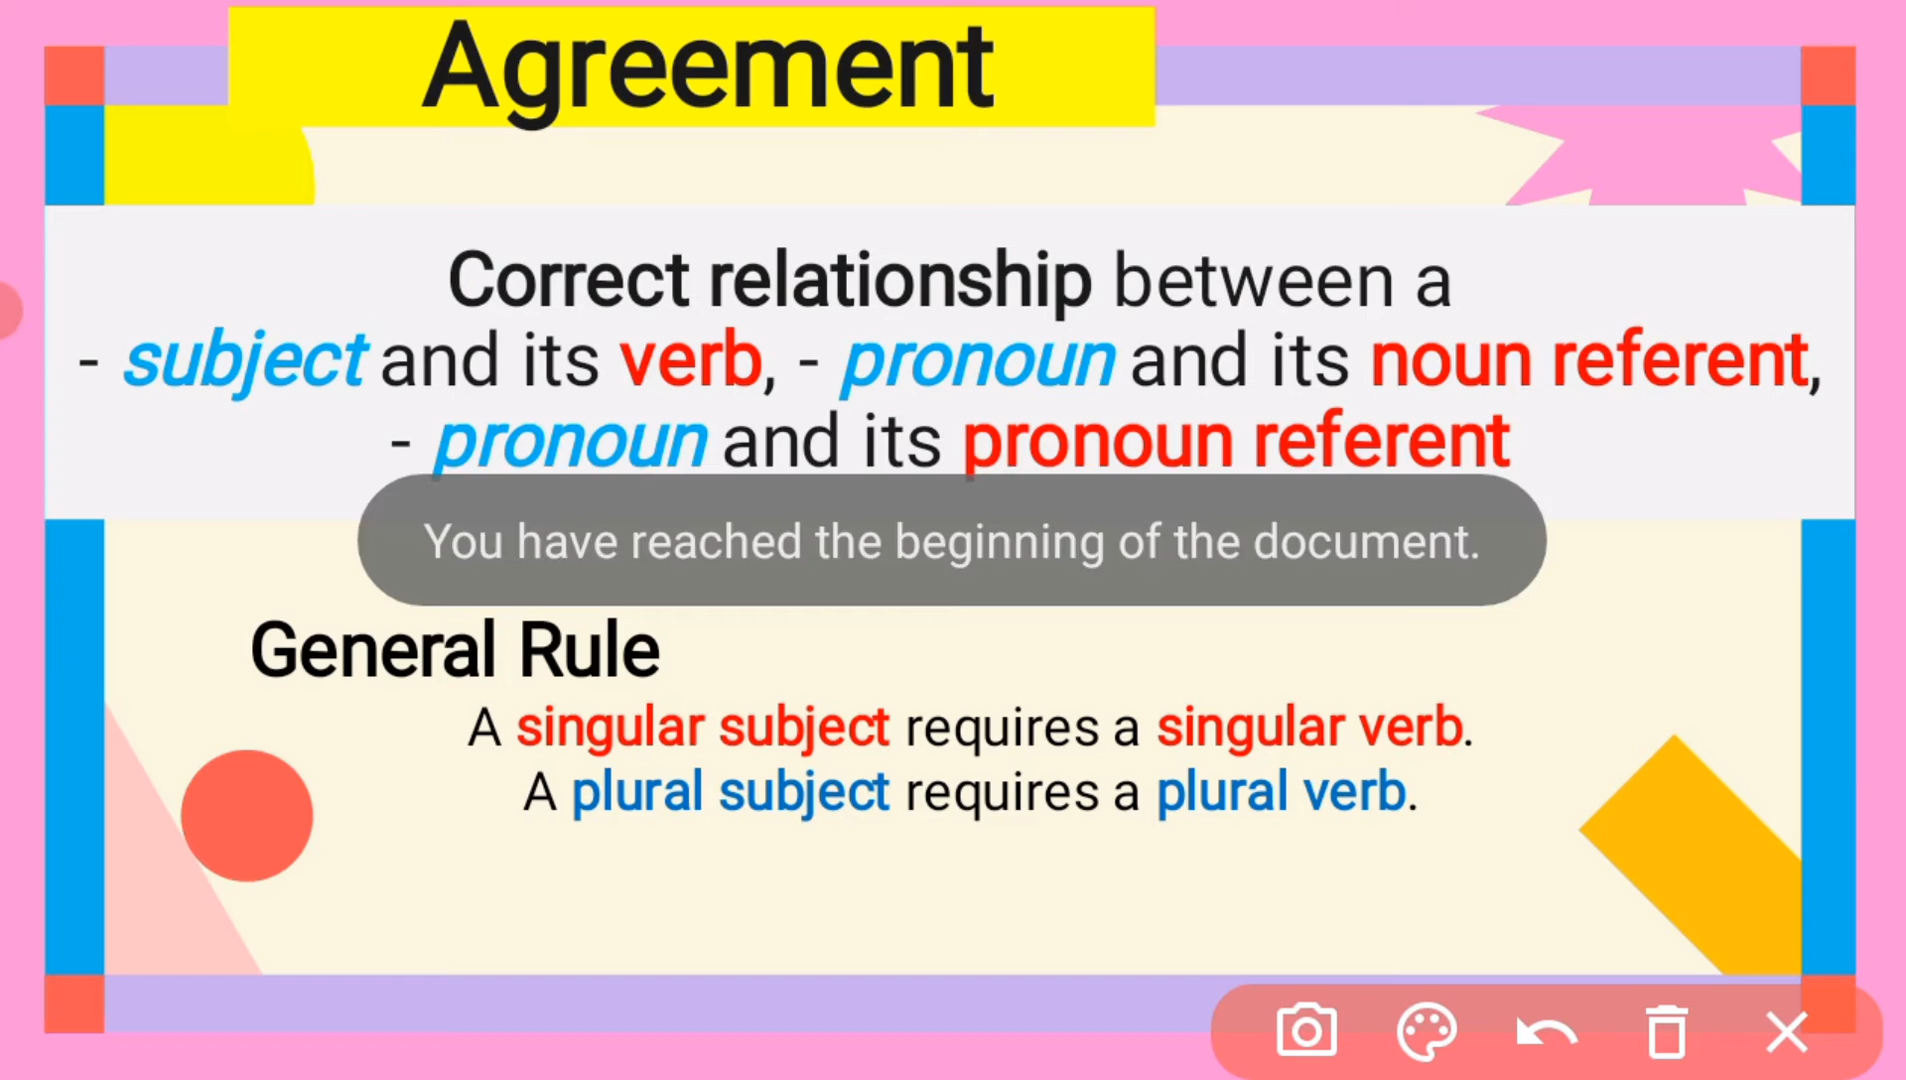 Agreement
Correct relationship between a
- subject and its verb, - pronoun and its noun referent,
- pronoun and its pronoun referent
You have reached the beginning of the document.
General Rule
A singular subject requires a singular verb.
A plural subject requires a plural verb.